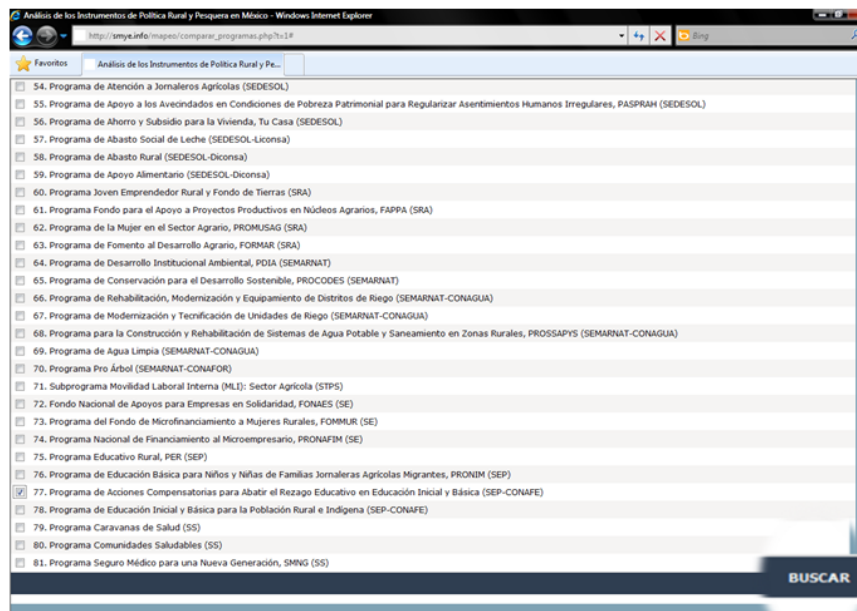 Análisis de los Instrumentos de Política Rural y Pesquera en México - Windows Internet Explorer
http://smye.info/mapeo/comparar_programas.php?t=1#
Bing
Favoritos
Análisis de los Instrumentos de Política Rural y Pe...
54. Programa de Atención a Jornaleros Agrícolas (SEDESOL)
55. Programa de Apoyo a los Avecindados en Condiciones de Pobreza Patrimonial para Regularizar Asentimientos Humanos Irregulares, PASPRAH (SEDESOL)
56. Programa de Ahorro y Subsidio para la Vivienda, Tu Casa (SEDESOL)
57. Programa de Abasto Social de Leche (SEDESOL-Liconsa)
58. Programa de Abasto Rural (SEDESOL-Diconsa)
59. Programa de Apoyo Alimentario (SEDESOL-Diconsa)
60. Programa Joven Emprendedor Rural y Fondo de Tierras (SRA)
61. Programa Fondo para el Apoyo a Proyectos Productivos en Núcleos Agrarios, FAPPA (SRA)
62. Programa de la Mujer en el Sector Agrario, PROMUSAG (SRA)
63. Programa de Fomento al Desarrollo Agrario, FORMAR (SRA)
64. Programa de Desarrollo Institucional Ambiental, PDIA (SEMARNAT)
65. Programa de Conservación para el Desarrollo Sostenible, PROCODES (SEMARNAT)
66. Programa de Rehabilitación, Modernización y Equipamiento de Distritos de Riego (SEMARNAT-CONAGUA)
67. Programa de Modernización y Tecnificación de Unidades de Riego (SEMARNAT-CONAGUA)
68. Programa para la Construcción y Rehabilitación de Sistemas de Agua Potable y Saneamiento en Zonas Rurales, PROSSAPYS (SEMARNAT-CONAGUA)
69. Programa de Agua Limpia (SEMARNAT-CONAGUA)
70. Programa Pro Árbol (SEMARNAT-CONAFOR)
71. Subprograma Movilidad Laboral Interna (MLI): Sector Agrícola (STPS)
72. Fondo Nacional de Apoyos para Empresas en Solidaridad, FONAES (SE)
73. Programa del Fondo de Microfinanciamiento a Mujeres Rurales, FOMMUR (SE)
74. Programa Nacional de Financiamiento al Microempresario, PRONAFIM (SE)
75. Programa Educativo Rural, PER (SEP)
76. Programa de Educación Básica para Niños y Niñas de Familias Jornaleras Agrícolas Migrantes, PRONIM (SEP)
77. Programa de Acciones Compensatorias para Abatir el Rezago Educativo en Educación Inicial y Básica (SEP-CONAFE)
78. Programa de Educación Inicial y Básica para la Población Rural e Indígena (SEP-CONAFE)
79. Programa Caravanas de Salud (SS)
80. Programa Comunidades Saludables (SS)
81. Programa Seguro Médico para una Nueva Generación, SMNG (SS)
BUSCAR